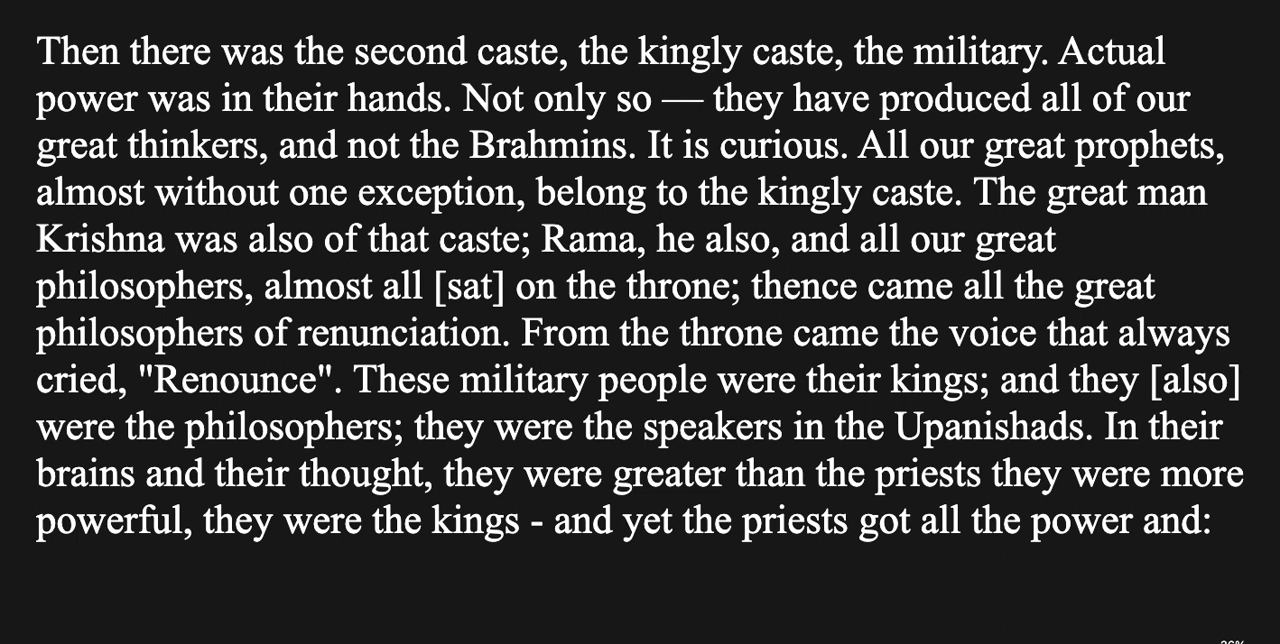 Then there was the second caste, the kingly caste, the military. Actual
power was in their hands. Not only so — they have produced all of our
great thinkers, and not the Brahmins. It is curious. All our great prophets,
almost without one exception, belong to the kingly caste. The great man
Krishna was also of that caste; Rama, he also, and all our great
philosophers, almost all [sat] on the throne; thence came all the great
philosophers of renunciation. From the throne came the voice that always
cried, "Renounce". These military people were their kings; and they [also]
were the philosophers; they were the speakers in the Upanishads. In their
brains and their thought, they were greater than the priests they were more
powerful, they were the kings - and yet the priests got all the power and: